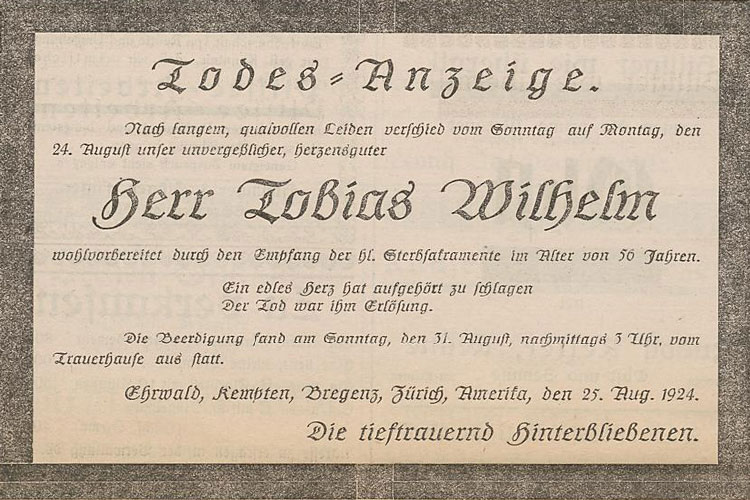 Todes-Anzeige.
Nach langem, qualvollen Leiden verschied vom Sonntag auf Montag, den
24. August unser unvergeßlicher, herzensguter
Herr Tobias Wilhelm
wohlvorbereitet durch den Empfang der hl. Sterbsakramente im Alter von 56 Jahren.
Ein edles Herz hat aufgehört zu schlagen
Der Tod war ihm Erlösung.
Die Beerdigung fand am Sonntag, den 31. August, nachmittags 3 Uhr, vom
Trauerhause aus statt.
Ehrwald, Kempten, Bregenz, Zürich, Amerika, den 25. Aug. 1924.
Die tieftrauernd Hinterbliebenen.